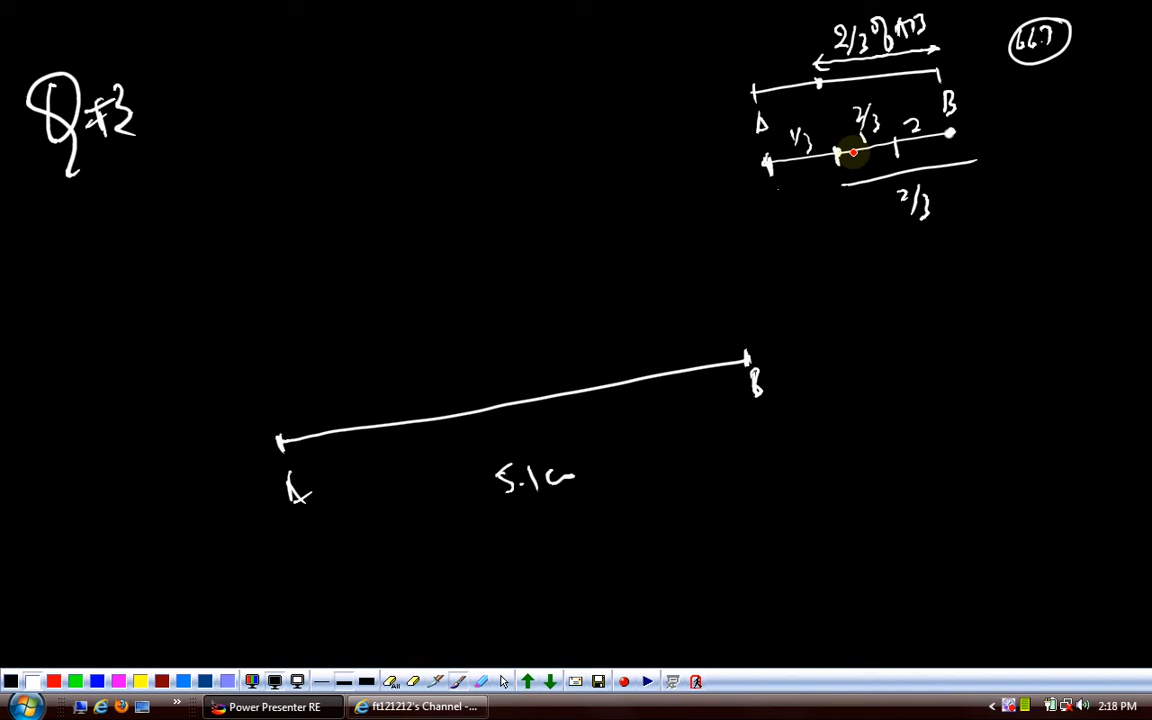 Q#2
2/3 of AB
66.7
A
B
1/3
2/3
2
2/3
B
A
5.1cm
Power Presenter RE
ft121212's Channel -...
2:18 PM